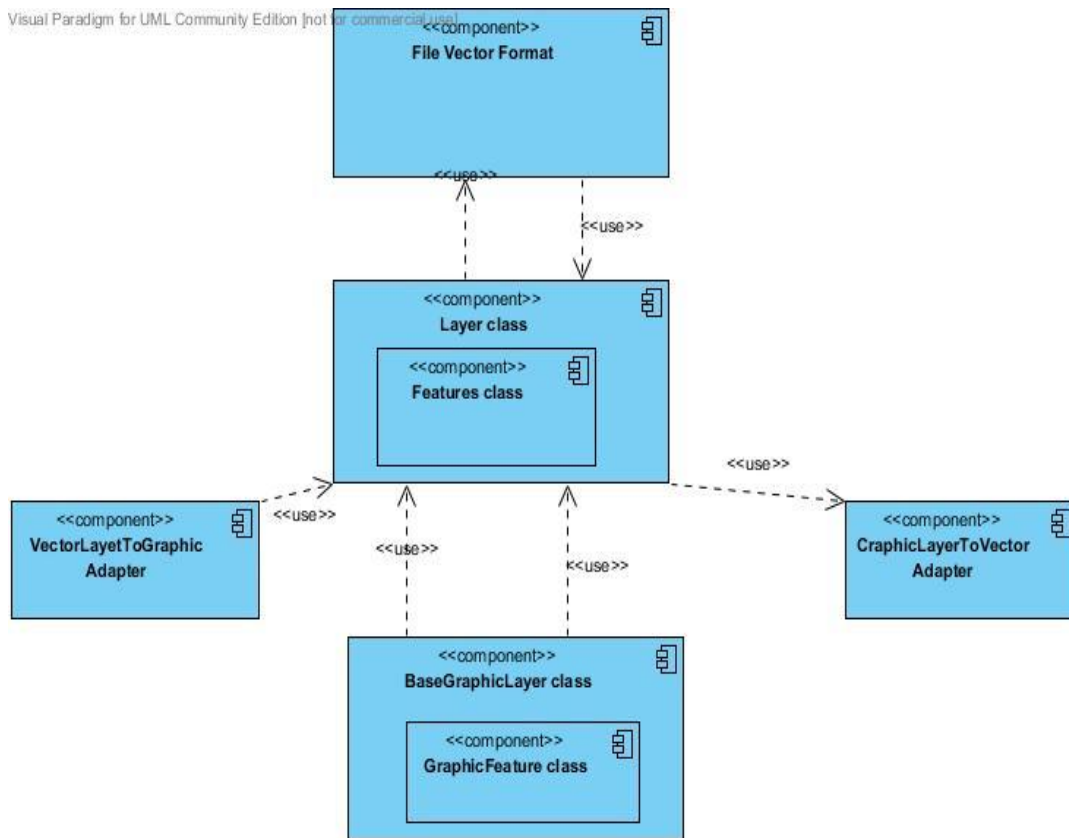 Visual Paradigm for UML Community Edition [not for commercial use]
<<component>>
File Vector Format
<<use>>
<<use>>
<<component>>
Layer class
<<component>>
Features class
<<use>>
<<use>>
<<component>>
VectorLayetToGraphic
Adapter
<<use>>
<<use>>
<<component>>
CraphicLayerToVector
Adapter
<<component>>
BaseGraphicLayer class
<<component>>
GraphicFeature class